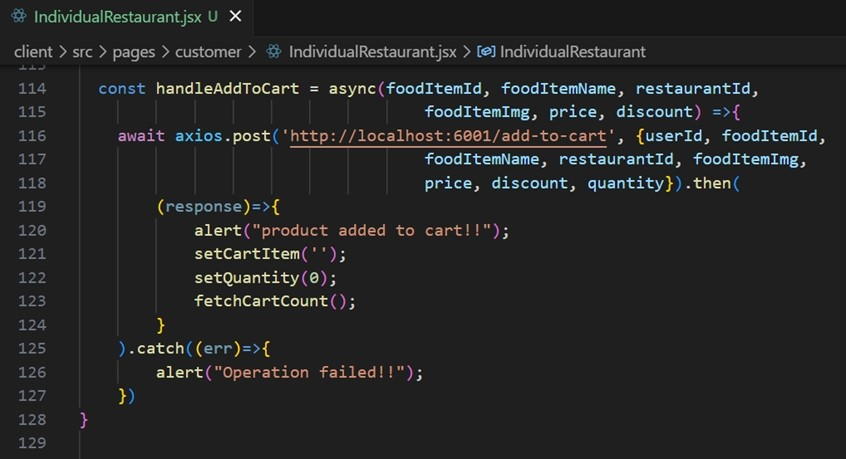 IndividualRestaurant.jsx U ×
client > src > pages > customer > IndividualRestaurant.jsx > IndividualRestaurant
113
114 const handleAddToCart = async(foodItemId, foodItemName, restaurantId,
115 foodItemImg, price, discount) =>{
116 await axios.post('http://localhost:6001/add-to-cart', {userId, foodItemId,
117 foodItemName, restaurantId, foodItemImg,
118 price, discount, quantity}).then(
119 (response)=>{
120 alert("product added to cart!!");
121 setCartItem('');
122 setQuantity(0);
123 fetchCartCount();
124 }
125 ).catch((err)=>{
126 alert("Operation failed!!");
127 })
128 }
129